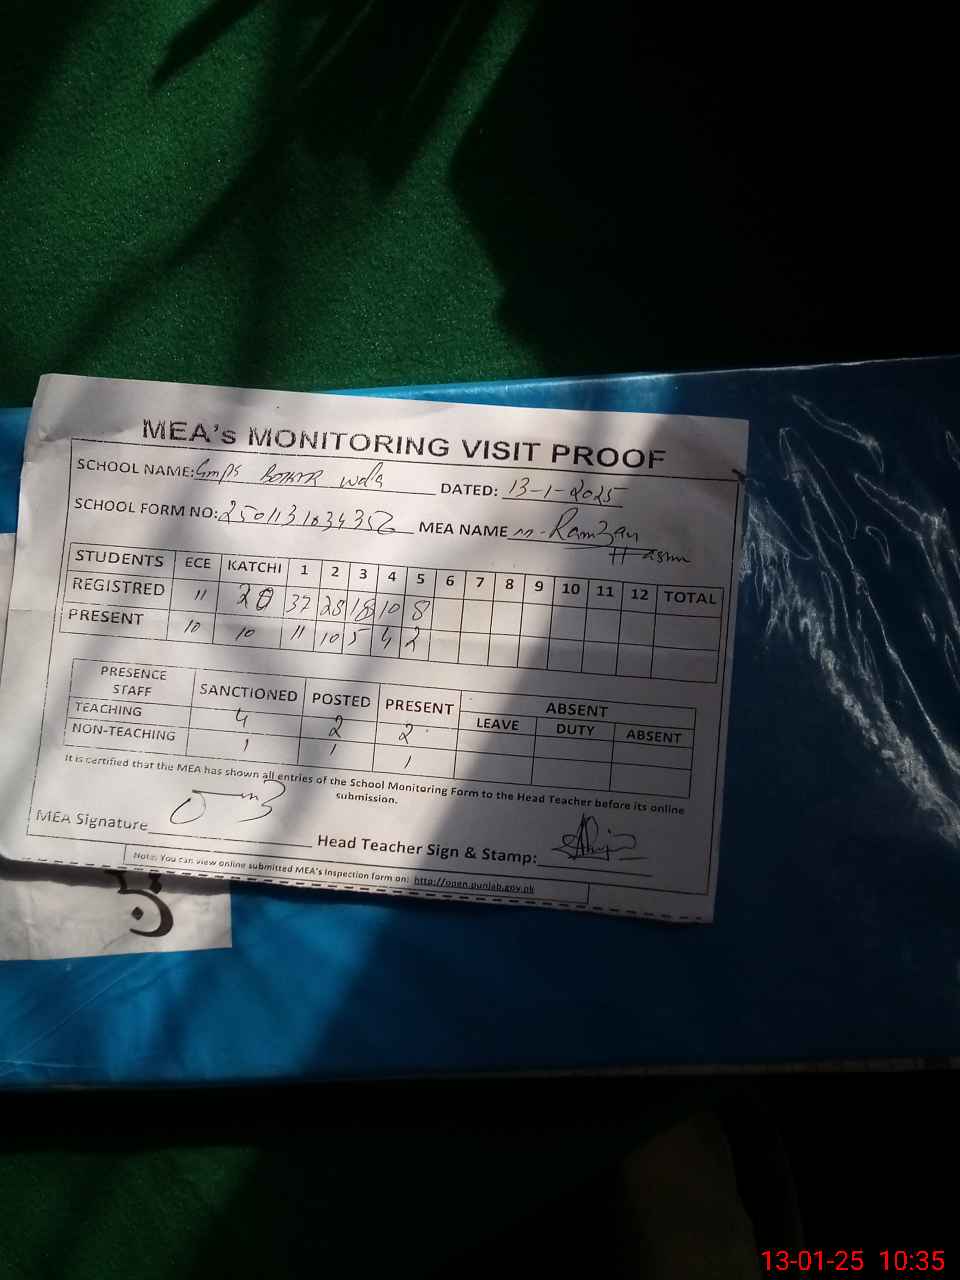 MEA's MONITORING VISIT PROOF
SCHOOL NAME: GMPS Wala DATED: 13-1-2025
SCHOOL FORM NO: MEA NAME M. Ramzan
STUDENTS ECE KATCHI 1 2 3 4 5 6 7 8 9 10 11 12 TOTAL
REGISTRED 11 20 37 28 18 10 8
PRESENT 10 10 11 10 5 4 2
PRESENCE STAFF SANCTIONED POSTED PRESENT ABSENT
LEAVE DUTY ABSENT
TEACHING 4 2 2
NON-TEACHING 1 1 1
It is certified that the MEA has shown all entries of the School Monitoring Form to the Head Teacher before its online
submission.
MEA Signature
Head Teacher Sign & Stamp:
Note: You can view online submitted MEA's Inspection form on: http://open.punjab.gov.pk
13-01-25 10:35